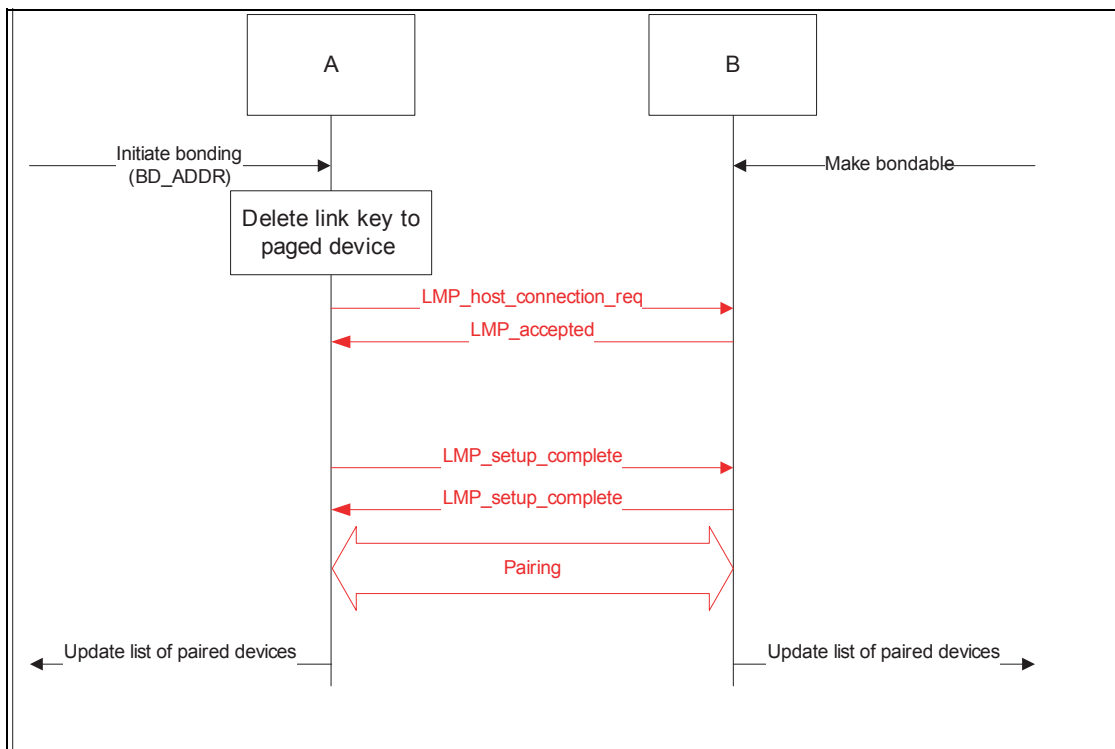 A
B
Initiate bonding
(BD_ADDR)
Make bondable
Delete link key to
paged device
LMP_host_connection_req
LMP_accepted
LMP_setup_complete
LMP_setup_complete
Pairing
Update list of paired devices
Update list of paired devices